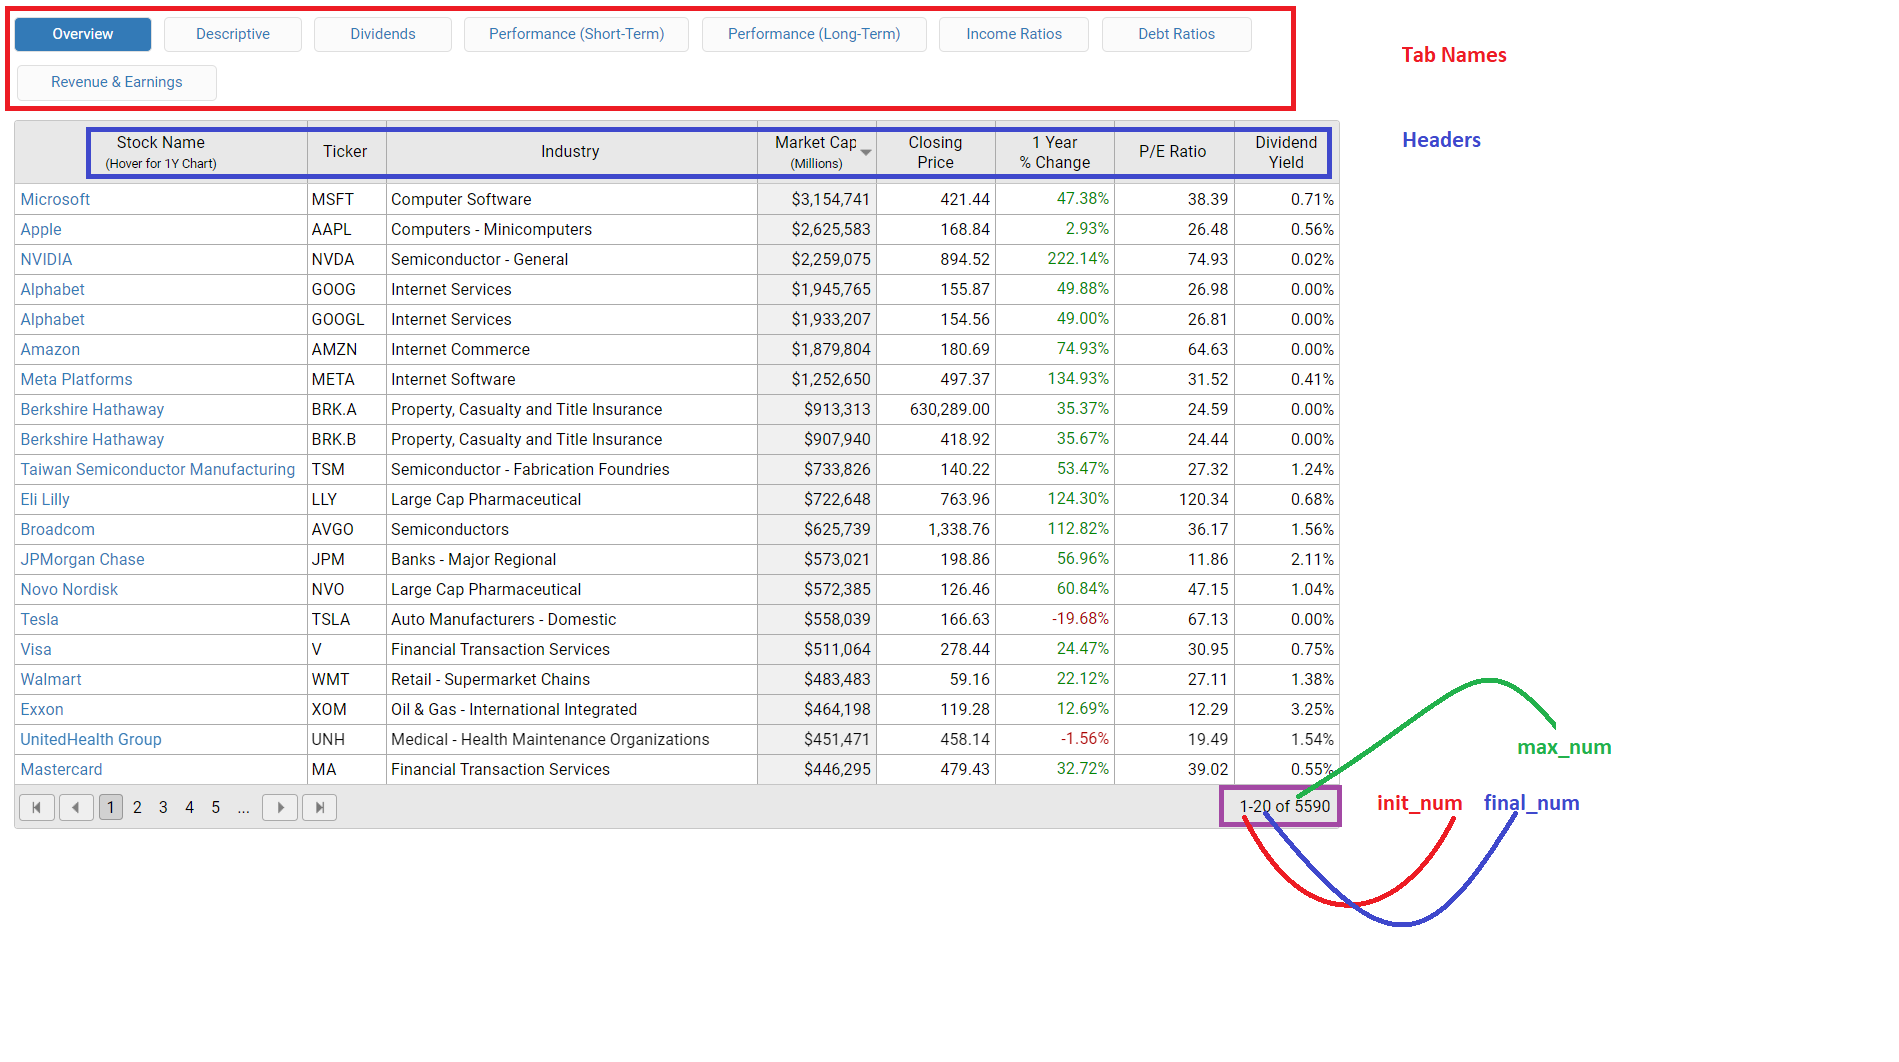 Overview Descriptive Dividends Performance (Short-Term) Performance (Long-Term) Income Ratios Debt Ratios
Revenue & Earnings
Tab Names
Headers
Stock Name (Hover for 1Y Chart) Ticker Industry Market Cap (Millions) Closing Price 1 Year % Change P/E Ratio Dividend Yield
Microsoft MSFT Computer Software $3,154,741 421.44 47.38% 38.39 0.71%
Apple AAPL Computers - Minicomputers $2,625,583 168.84 2.93% 26.48 0.56%
NVIDIA NVDA Semiconductor - General $2,259,075 894.52 222.14% 74.93 0.02%
Alphabet GOOG Internet Services $1,945,765 155.87 49.88% 26.98 0.00%
Alphabet GOOGL Internet Services $1,933,207 154.56 49.00% 26.81 0.00%
Amazon AMZN Internet Commerce $1,879,804 180.69 74.93% 64.63 0.00%
Meta Platforms META Internet Software $1,252,650 497.37 134.93% 31.52 0.41%
Berkshire Hathaway BRK.A Property, Casualty and Title Insurance $913,313 630,289.00 35.37% 24.59 0.00%
Berkshire Hathaway BRK.B Property, Casualty and Title Insurance $907,940 418.92 35.67% 24.44 0.00%
Taiwan Semiconductor Manufacturing TSM Semiconductor - Fabrication Foundries $733,826 140.22 53.47% 27.32 1.24%
Eli Lilly LLY Large Cap Pharmaceutical $722,648 763.96 124.30% 120.34 0.68%
Broadcom AVGO Semiconductors $625,739 1,338.76 112.82% 36.17 1.56%
JPMorgan Chase JPM Banks - Major Regional $573,021 198.86 56.96% 11.86 2.11%
Novo Nordisk NVO Large Cap Pharmaceutical $572,385 126.46 60.84% 47.15 1.04%
Tesla TSLA Auto Manufacturers - Domestic $558,039 166.63 -19.68% 67.13 0.00%
Visa V Financial Transaction Services $511,064 278.44 24.47% 30.95 0.75%
Walmart WMT Retail - Supermarket Chains $483,483 59.16 22.12% 27.11 1.38%
Exxon XOM Oil & Gas - International Integrated $464,198 119.28 12.69% 12.29 3.25%
UnitedHealth Group UNH Medical - Health Maintenance Organizations $451,471 458.14 -1.56% 19.49 1.54%
Mastercard MA Financial Transaction Services $446,295 479.43 32.72% 39.02 0.55%
1 2 3 4 5 ... 1-20 of 5590
max_num
init_num final_num